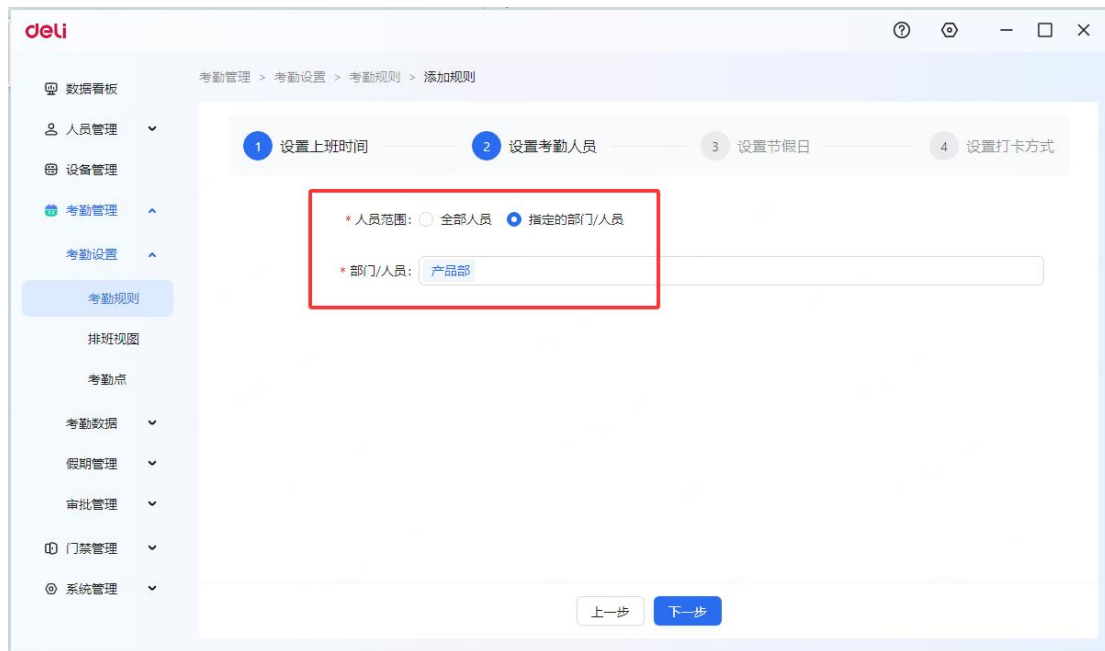 deli
数据看板
人员管理
设备管理
考勤管理
考勤设置
考勤规则
排班视图
考勤点
考勤数据
假期管理
审批管理
门禁管理
系统管理
考勤管理 > 考勤设置 > 考勤规则 > 添加规则
1 设置上班时间 2 设置考勤人员 3 设置节假日 4 设置打卡方式
* 人员范围: 全部人员 指定的部门/人员
* 部门/人员: 产品部
上一步 下一步